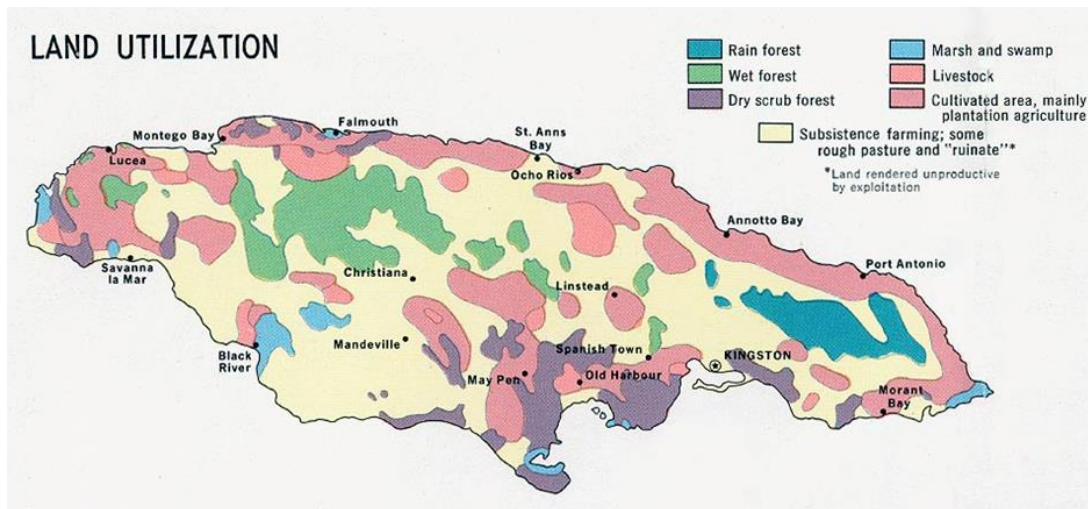 LAND UTILIZATION
Rain forest
Wet forest
Dry scrub forest
Marsh and swamp
Livestock
Cultivated area, mainly
plantation agriculture
Subsistence farming; some
rough pasture and "ruinate"*
*Land rendered unproductive
by exploitation
Montego Bay
Falmouth
St. Anns
Bay
Lucea
Ocho Rios
Annotto Bay
Port Antonio
Savanna
la Mar
Christiana
Linstead
Black
River
Mandeville
Spanish Town
KINGSTON
May Pen
Old Harbour
Morant
Bay